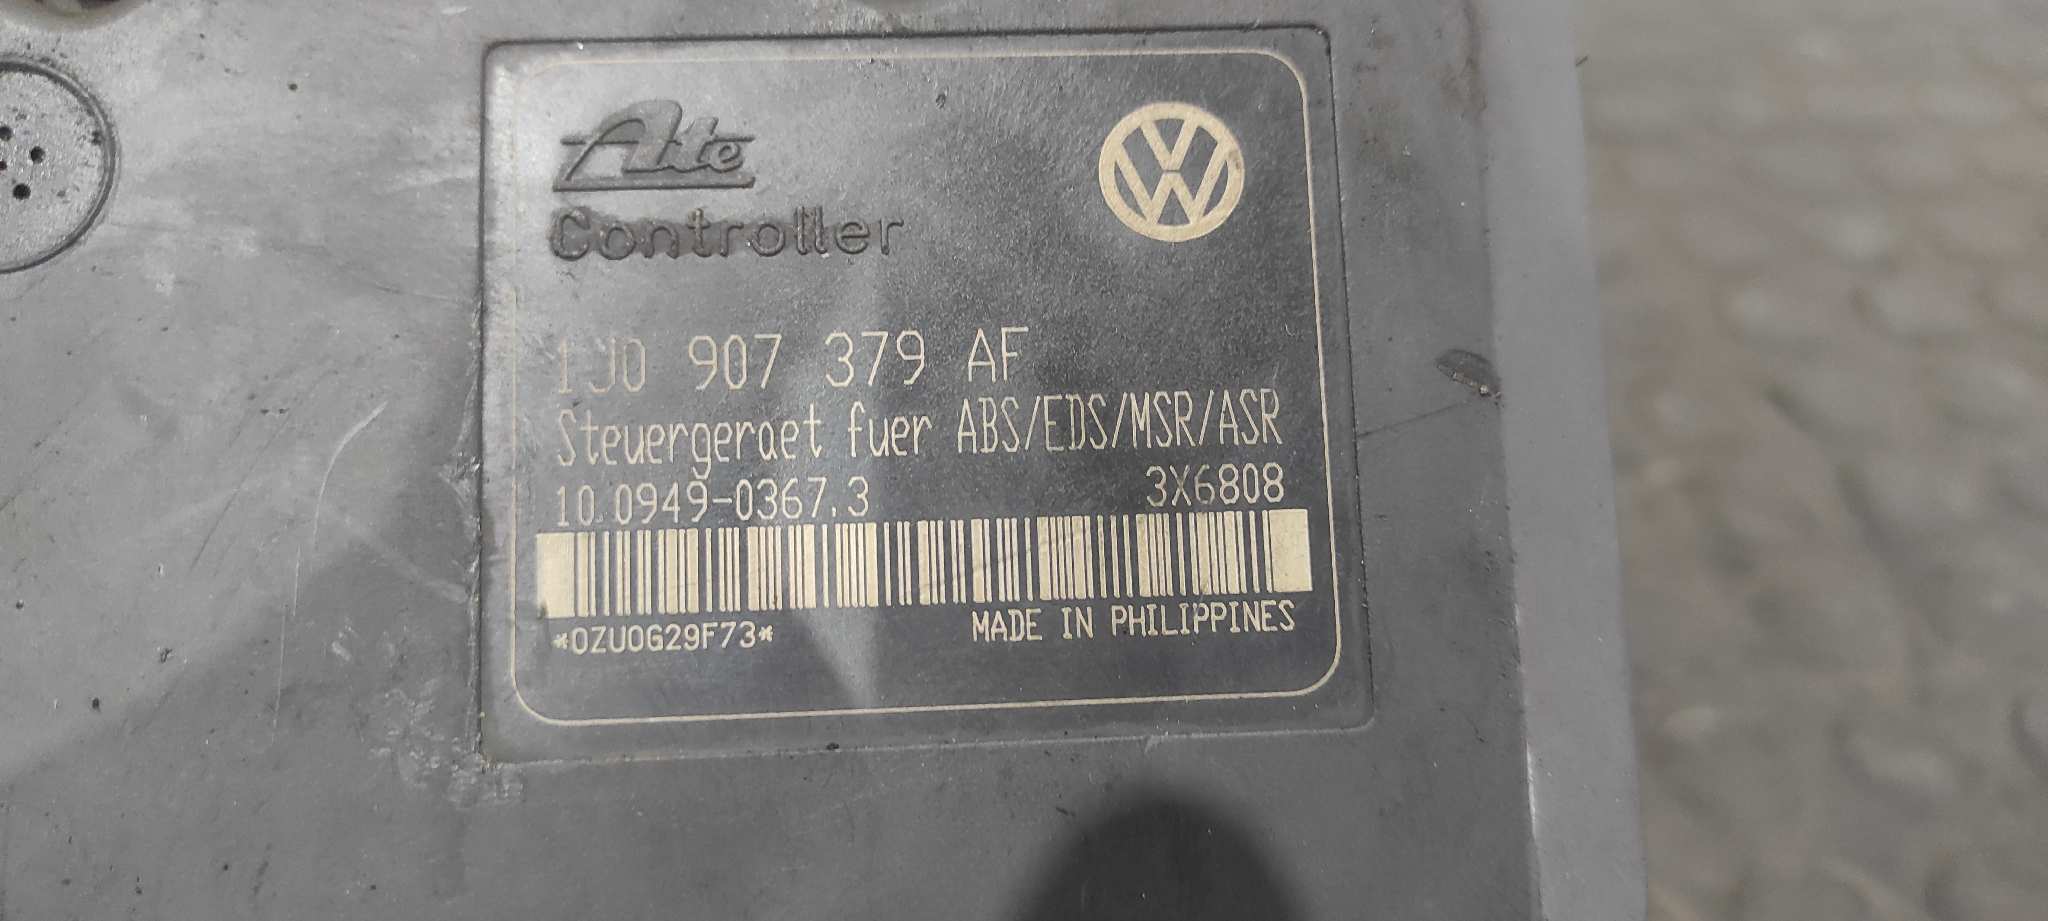 Ate
Controller
1J0 907 379 AF
Steuergeraet fuer ABS/EDS/MSR/ASR
10.0949-0367.3 3X6808
*0ZU0G29F73* MADE IN PHILIPPINES